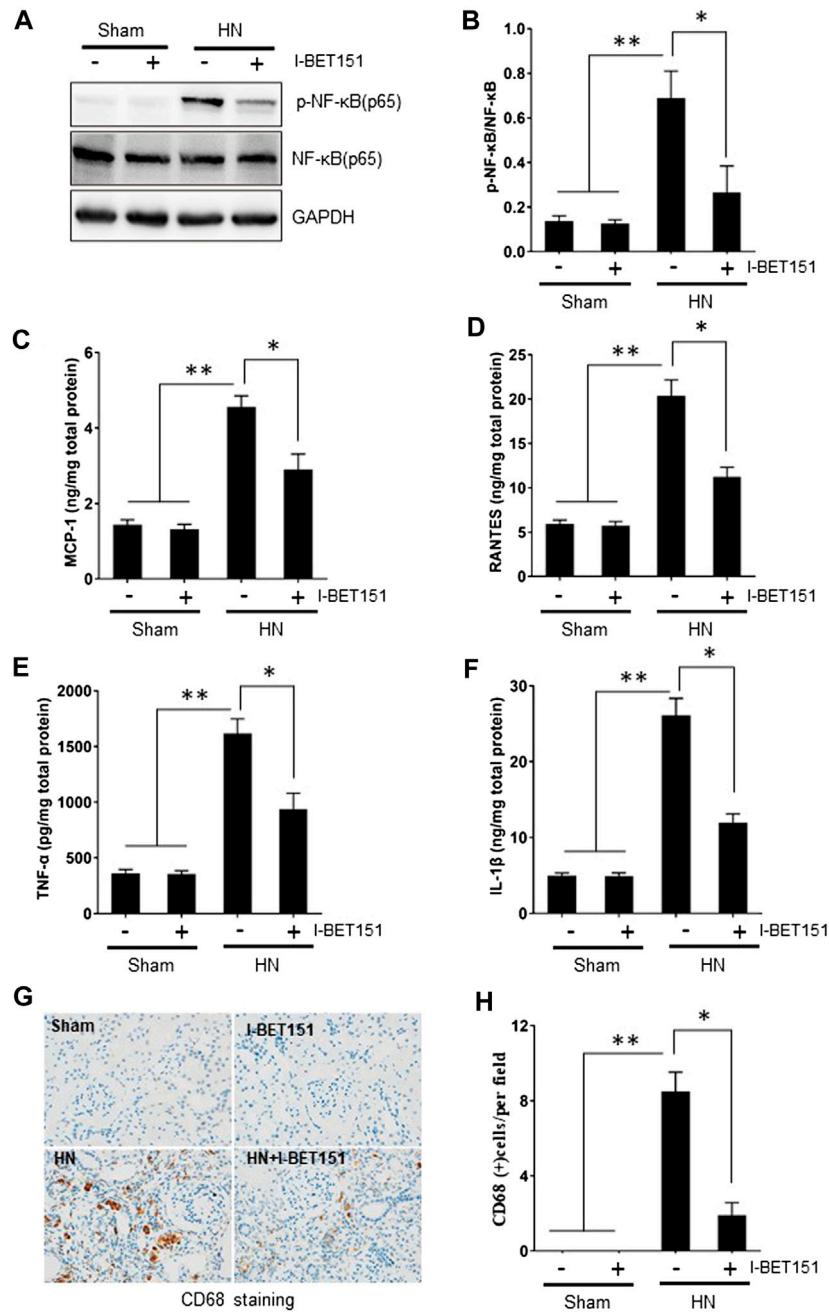 A
Sham HN
- + - + I-BET151
p-NF-κB(p65)
NF-κB(p65)
GAPDH
B
p-NF-κB/NF-κB
1.0
0.8
0.6
0.4
0.2
0.0
** *
- + - + I-BET151
Sham HN
C
MCP-1 (ng/mg total protein)
6
4
2
0
** *
- + - + I-BET151
Sham HN
D
RANTES (ng/mg total protein)
25
20
15
10
5
0
** *
- + - + I-BET151
Sham HN
E
TNF-α (pg/mg total protein)
2000
1500
1000
500
0
** *
- + - + I-BET151
Sham HN
F
IL-1β (ng/mg total protein)
30
20
10
0
** *
- + - + I-BET151
Sham HN
G
Sham I-BET151
HN HN+I-BET151
CD68 staining
H
CD68 (+)cells/per field
12
8
4
0
** *
- + - + I-BET151
Sham HN